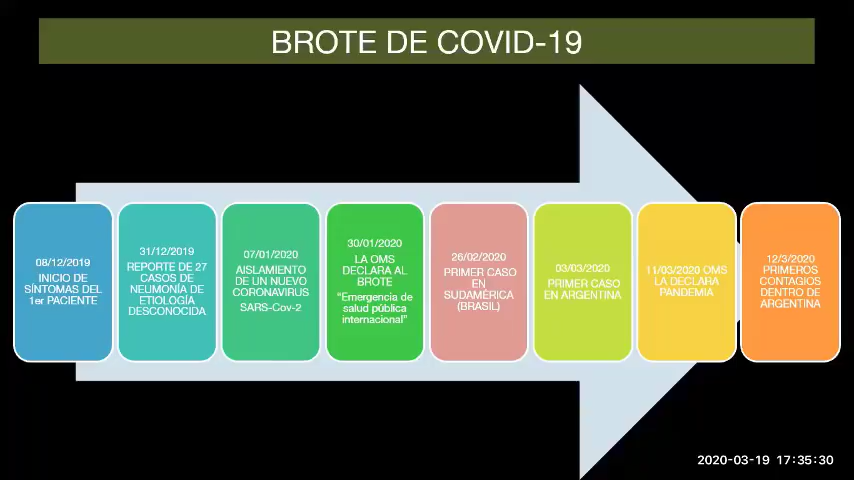 BROTE DE COVID-19
08/12/2019
INICIO DE
SÍNTOMAS DEL
1er PACIENTE
31/12/2019
REPORTE DE 27
CASOS DE
NEUMONÍA DE
ETIOLOGÍA
DESCONOCIDA
07/01/2020
AISLAMIENTO
DE UN NUEVO
CORONAVIRUS
SARS-Cov-2
30/01/2020
LA OMS
DECLARA AL
BROTE
"Emergencia de
salud pública
internacional"
26/02/2020
PRIMER CASO
EN
SUDAMÉRICA
(BRASIL)
03/03/2020
PRIMER CASO
EN ARGENTINA
11/03/2020 OMS
LA DECLARA
PANDEMIA
12/3/2020
PRIMEROS
CONTAGIOS
DENTRO DE
ARGENTINA
2020-03-19 17:35:30